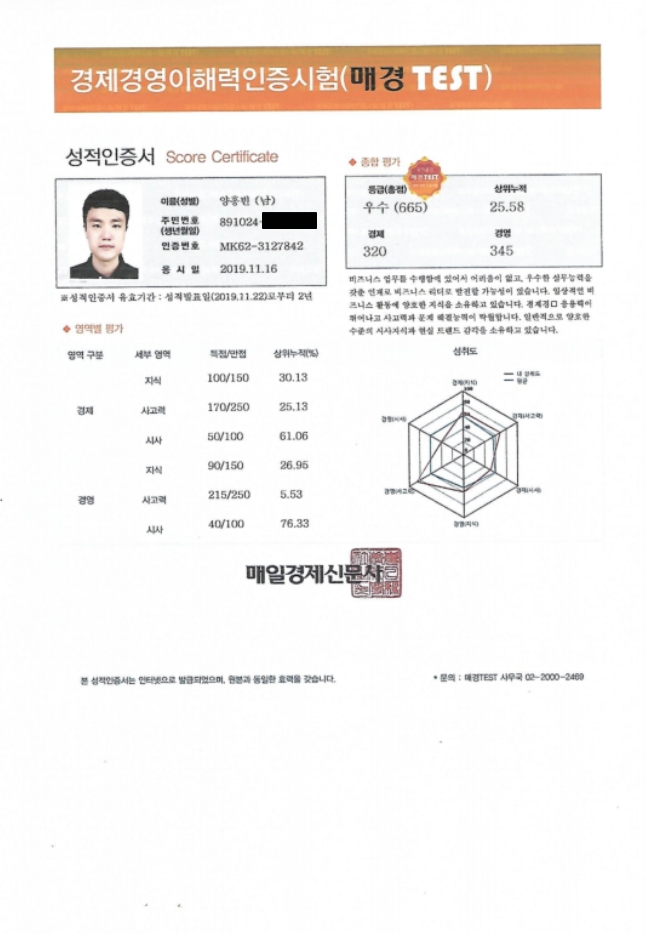 경제경영이해력인증시험(매경TEST)
성적인증서 Score Certificate
이름(성별) 양홍빈 (남)
주민번호 891024-
(생년월일)
인증번호 MK62-3127842
응 시 일 2019.11.16
※성적인증서 유효기간 : 성적발표일(2019.11.22)로부터 2년
◆ 종합 평가
매경TEST
등급(총점) 상위누적
우수 (665) 25.58
경제 경영
320 345
비즈니스 업무를 수행함에 있어서 어려움이 없고, 우수한 실무능력을
갖춘 인재로 비즈니스 리더로 발전할 가능성이 있습니다. 일상적인 비
즈니스 활동에 양호한 지식을 소유하고 있습니다. 경제경□ 응용력이
뛰어나고 사고력과 문제 해결능력이 탁월합니다. 일반적으로 양호한
수준의 시사지식과 현실 트렌드 감각을 소유하고 있습니다.
◆ 영역별 평가
영역 구분 세부 영역 득점/만점 상위누적(%)
지식 100/150 30.13
경제 사고력 170/250 25.13
시사 50/100 61.06
지식 90/150 26.95
경영 사고력 215/250 5.53
시사 40/100 76.33
성취도
내 성취도
평균
경제(지식)
100
80
60
40
20
0
경영(시사) 경제(사고력)
경영(사고력) 경제(시사)
경영(지식)
매일경제신문사
본 성적인증서는 인터넷으로 발급되었으며, 원본과 동일한 효력을 갖습니다.
* 문의 : 매경TEST 사무국 02-2000-2469